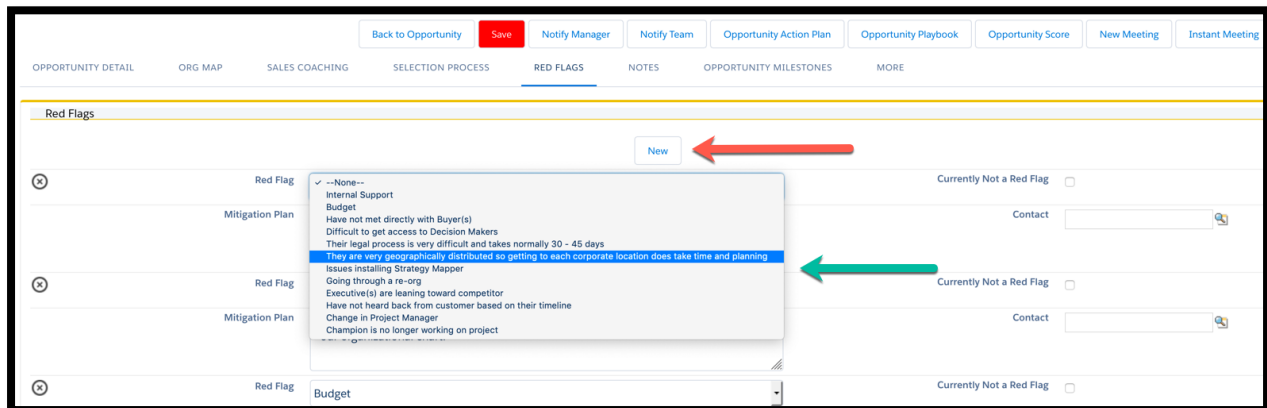 Back to Opportunity Save Notify Manager Notify Team Opportunity Action Plan Opportunity Playbook Opportunity Score New Meeting Instant Meeting
OPPORTUNITY DETAIL ORG MAP SALES COACHING SELECTION PROCESS RED FLAGS NOTES OPPORTUNITY MILESTONES MORE
Red Flags
New
Red Flag --None-- Currently Not a Red Flag
Internal Support
Budget
Mitigation Plan Have not met directly with Buyer(s) Contact
Difficult to get access to Decision Makers
Their legal process is very difficult and takes normally 30 - 45 days
They are very geographically distributed so getting to each corporate location does take time and planning
Issues installing Strategy Mapper
Red Flag Going through a re-org Currently Not a Red Flag
Executive(s) are leaning toward competitor
Have not heard back from customer based on their timeline
Mitigation Plan Change in Project Manager Contact
Champion is no longer working on project
Red Flag Budget Currently Not a Red Flag